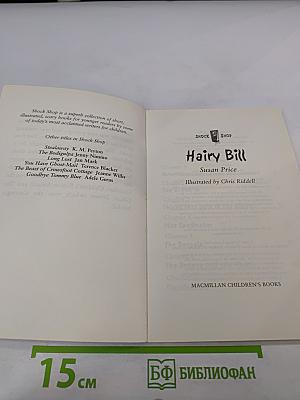 Shock Shop is a superb collection of short,
illustrated, scary books for younger readers by some
of today's most acclaimed writers for children.
Other titles in Shock Shop
Stealaway K. M. Peyton
The Bodigulpa Jenny Nimmo
Long Lost Jan Mark
You Have Ghost-Mail Terence Blacker
The Beast of Crowsfoot Cottage Jeanne Willis
Goodbye Tommy Blue Adèle Geras
SHOCK SHOP
Hairy Bill
Susan Price
Illustrated by Chris Riddell
MACMILLAN CHILDREN'S BOOKS
15 см
БФ БИБЛИОФАН